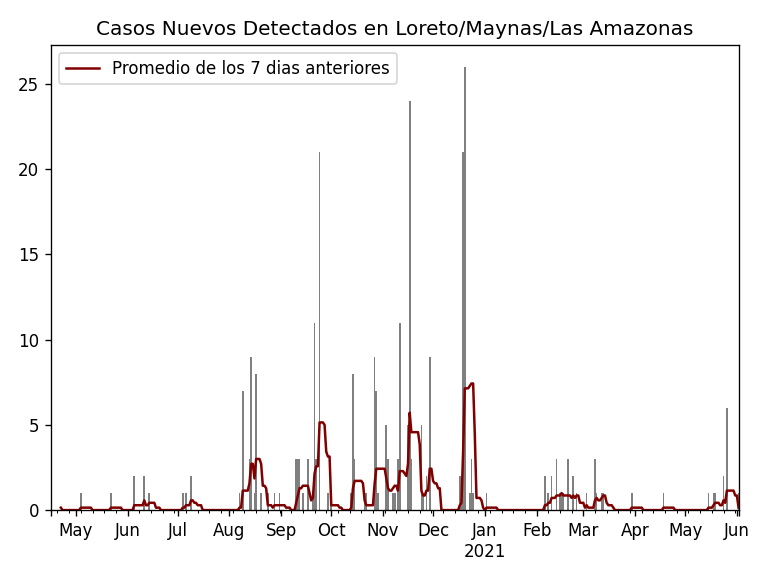 Casos Nuevos Detectados en Loreto/Maynas/Las Amazonas
Promedio de los 7 dias anteriores
25
20
15
10
5
0
May Jun Jul Aug Sep Oct Nov Dec Jan Feb Mar Apr May Jun
2021